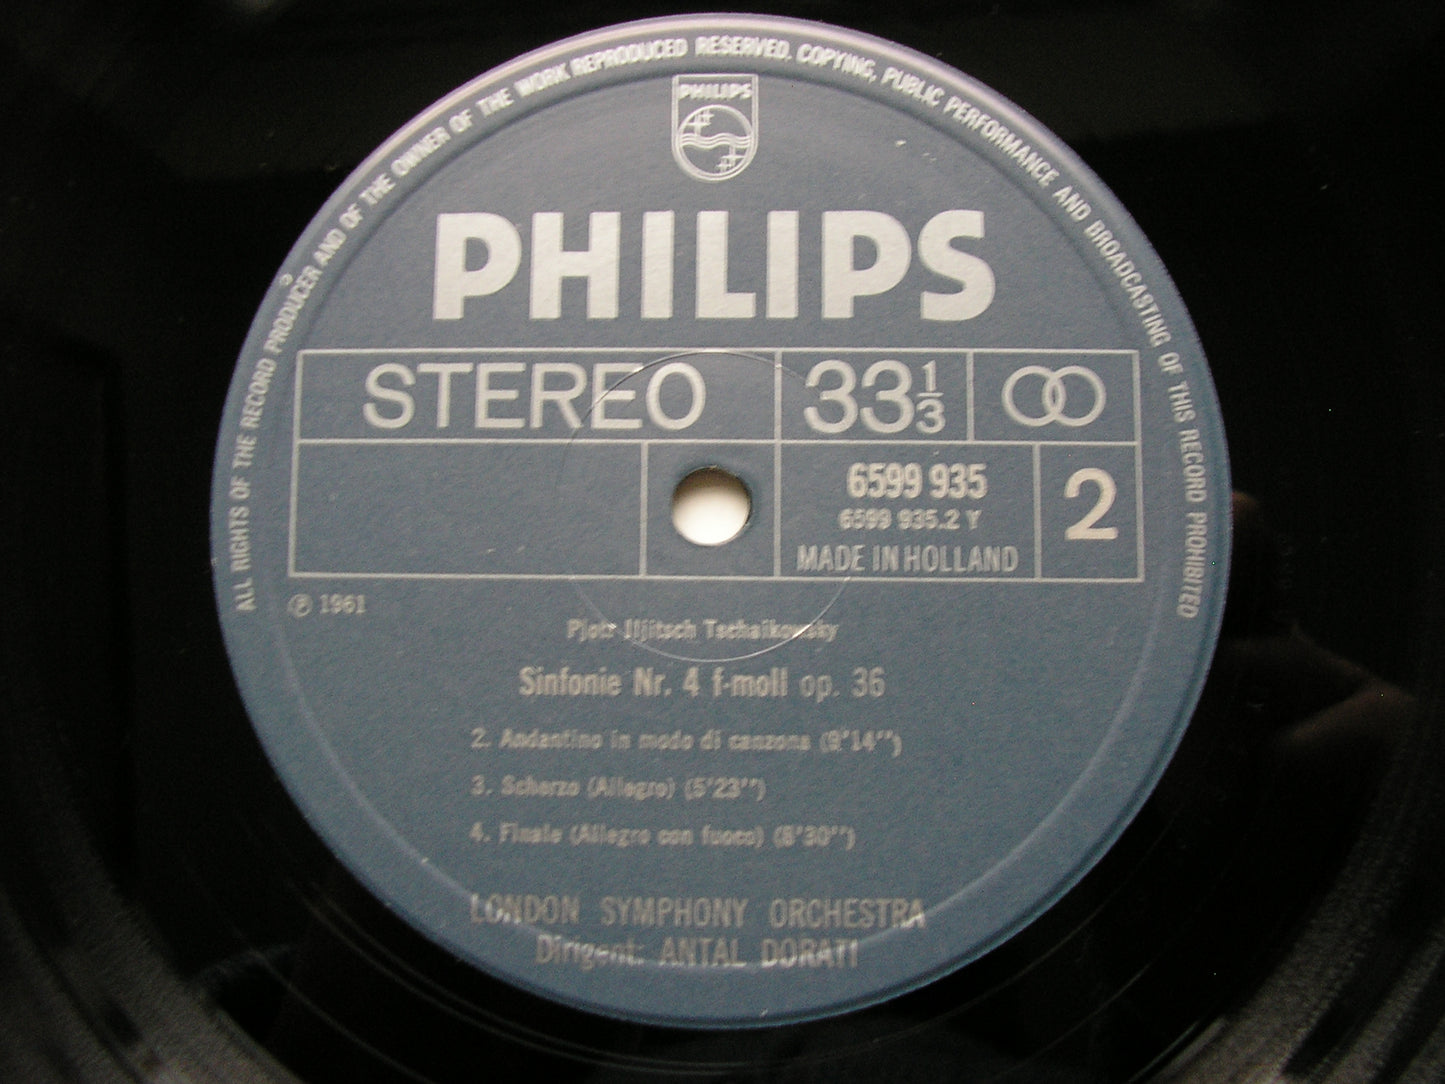 ALL RIGHTS OF THE RECORD PRODUCER AND OF THE OWNER OF THE WORK REPRODUCED RESERVED. COPYING, PUBLIC PERFORMANCE AND BROADCASTING OF THIS RECORD PROHIBITED
PHILIPS
PHILIPS
STEREO 33 1/3
6599 935
6599 935.2 Y
MADE IN HOLLAND
2
℗ 1961
Pjotr Iljitsch Tschaikowsky
Sinfonie Nr. 4 f-moll op. 36
2. Andantino in modo di canzona (9'14'')
3. Scherzo (Allegro) (5'23'')
4. Finale (Allegro con fuoco) (8'30'')
LONDON SYMPHONY ORCHESTRA
Dirigent: ANTAL DORATI